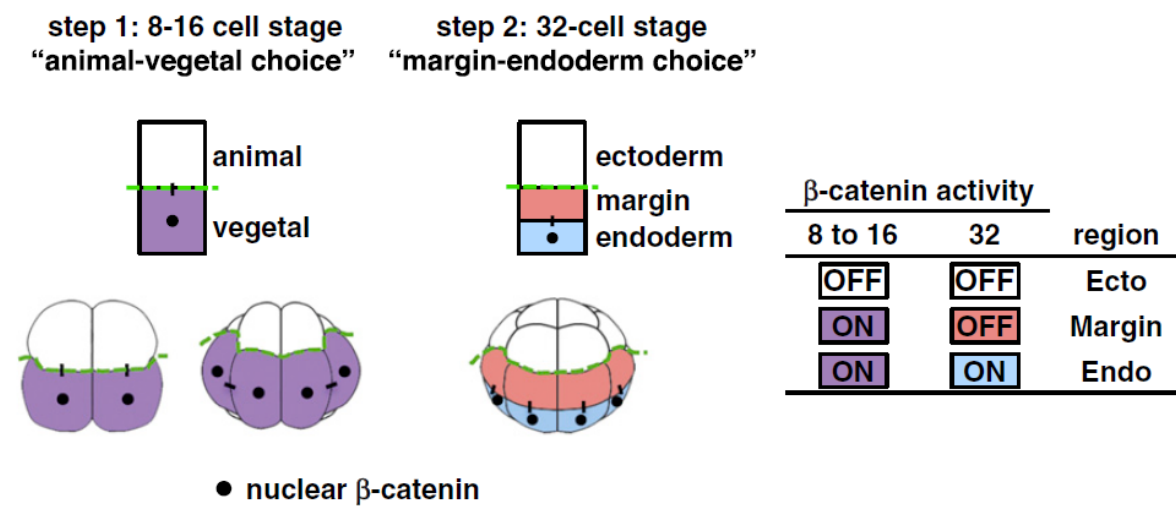 step 1: 8-16 cell stage
“animal-vegetal choice”
step 2: 32-cell stage
“margin-endoderm choice”
animal
vegetal
ectoderm
margin
endoderm
β-catenin activity
8 to 16 32 region
OFF OFF Ecto
ON OFF Margin
ON ON Endo
nuclear β-catenin